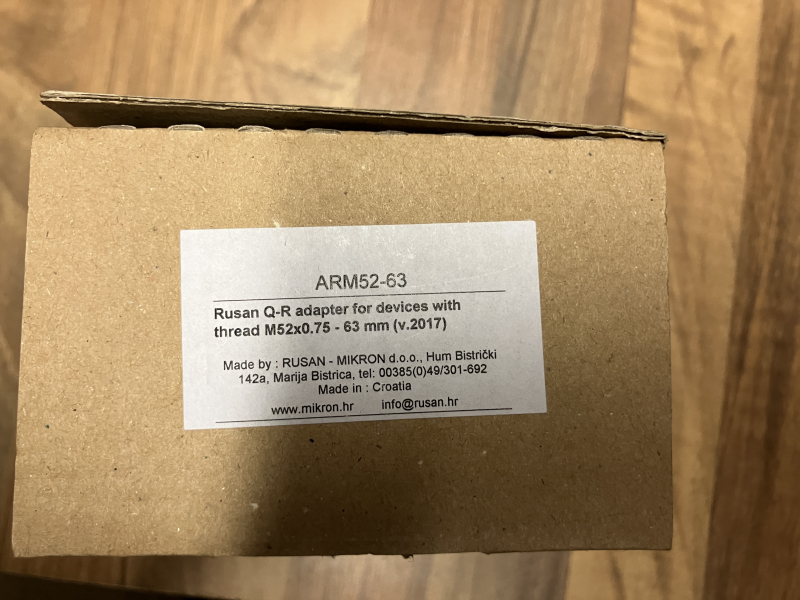 ARM52-63
Rusan Q-R adapter for devices with
thread M52x0.75 - 63 mm (v.2017)
Made by : RUSAN - MIKRON d.o.o., Hum Bistrički
142a, Marija Bistrica, tel: 00385(0)49/301-692
Made in : Croatia
www.mikron.hr info@rusan.hr